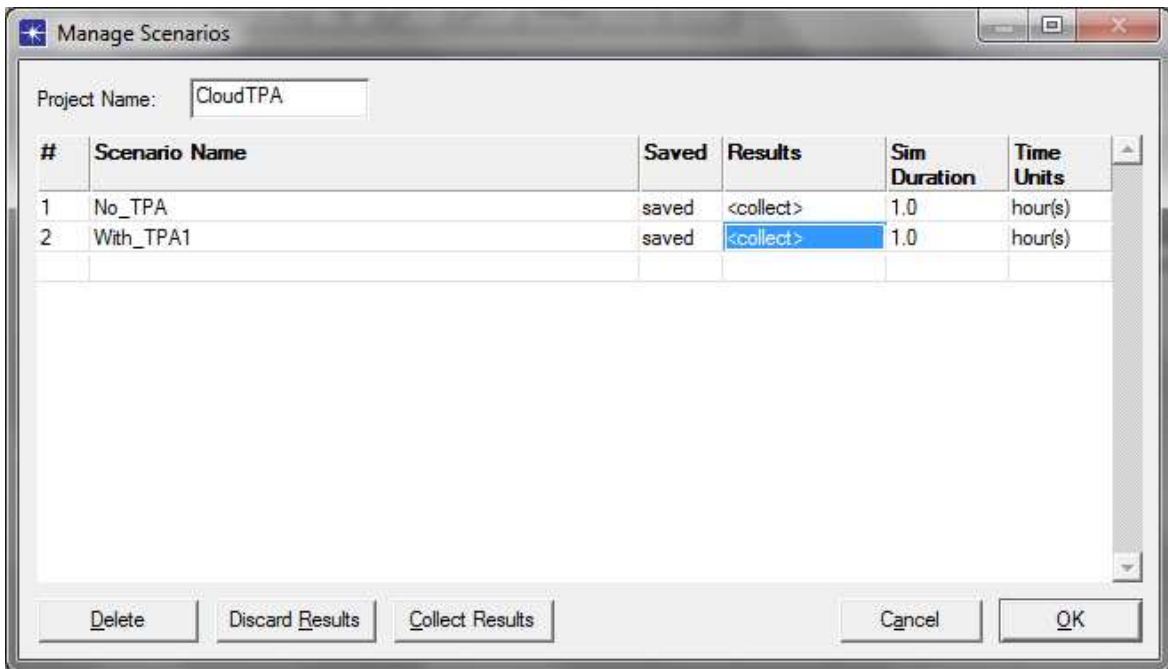 Manage Scenarios
Project Name: CloudTPA
# Scenario Name Saved Results Sim Duration Time Units
1 No_TPA saved <collect> 1.0 hour(s)
2 With_TPA1 saved <collect> 1.0 hour(s)
Delete Discard Results Collect Results Cancel OK